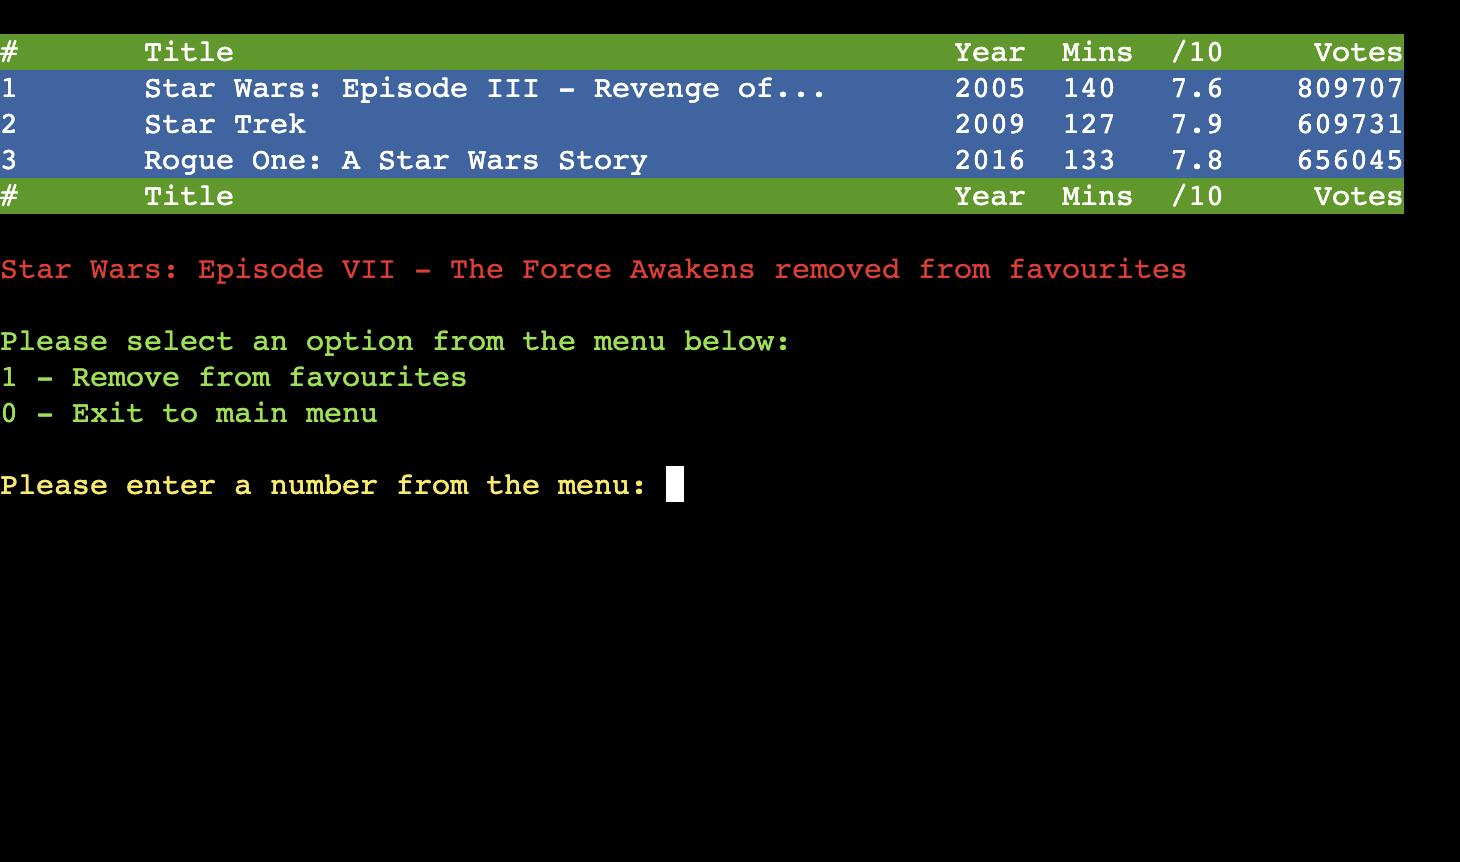 # Title Year Mins /10 Votes
1 Star Wars: Episode III - Revenge of... 2005 140 7.6 809707
2 Star Trek 2009 127 7.9 609731
3 Rogue One: A Star Wars Story 2016 133 7.8 656045
# Title Year Mins /10 Votes
Star Wars: Episode VII - The Force Awakens removed from favourites
Please select an option from the menu below:
1 - Remove from favourites
0 - Exit to main menu
Please enter a number from the menu: